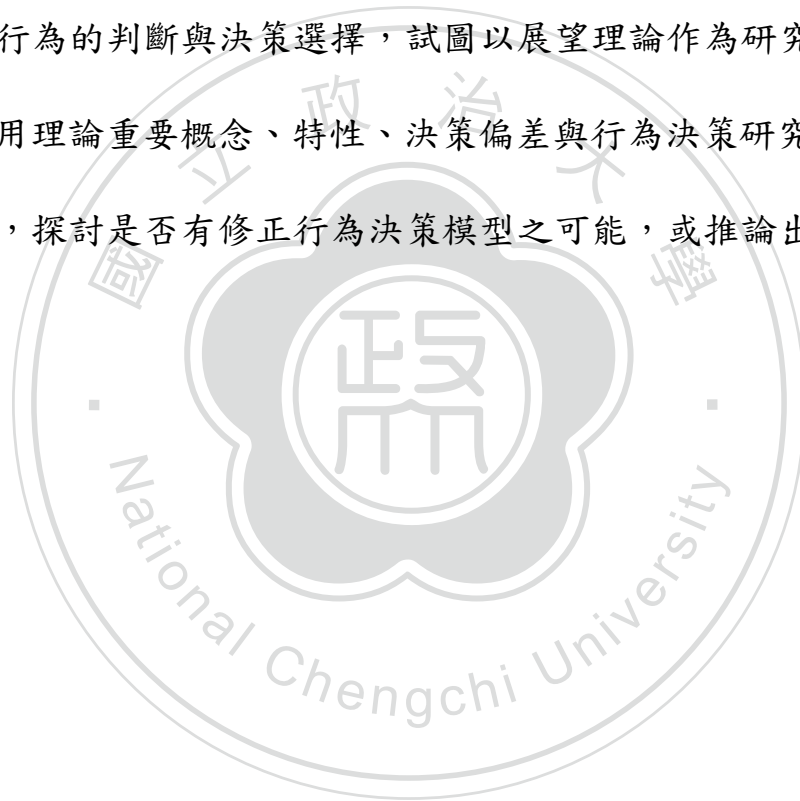 行為的判斷與決策選擇,試圖以展望理論作為研究
用理論重要概念、特性、決策偏差與行為決策研究
,探討是否有修正行為決策模型之可能,或推論出
國立政治大學
政大
National Chengchi University